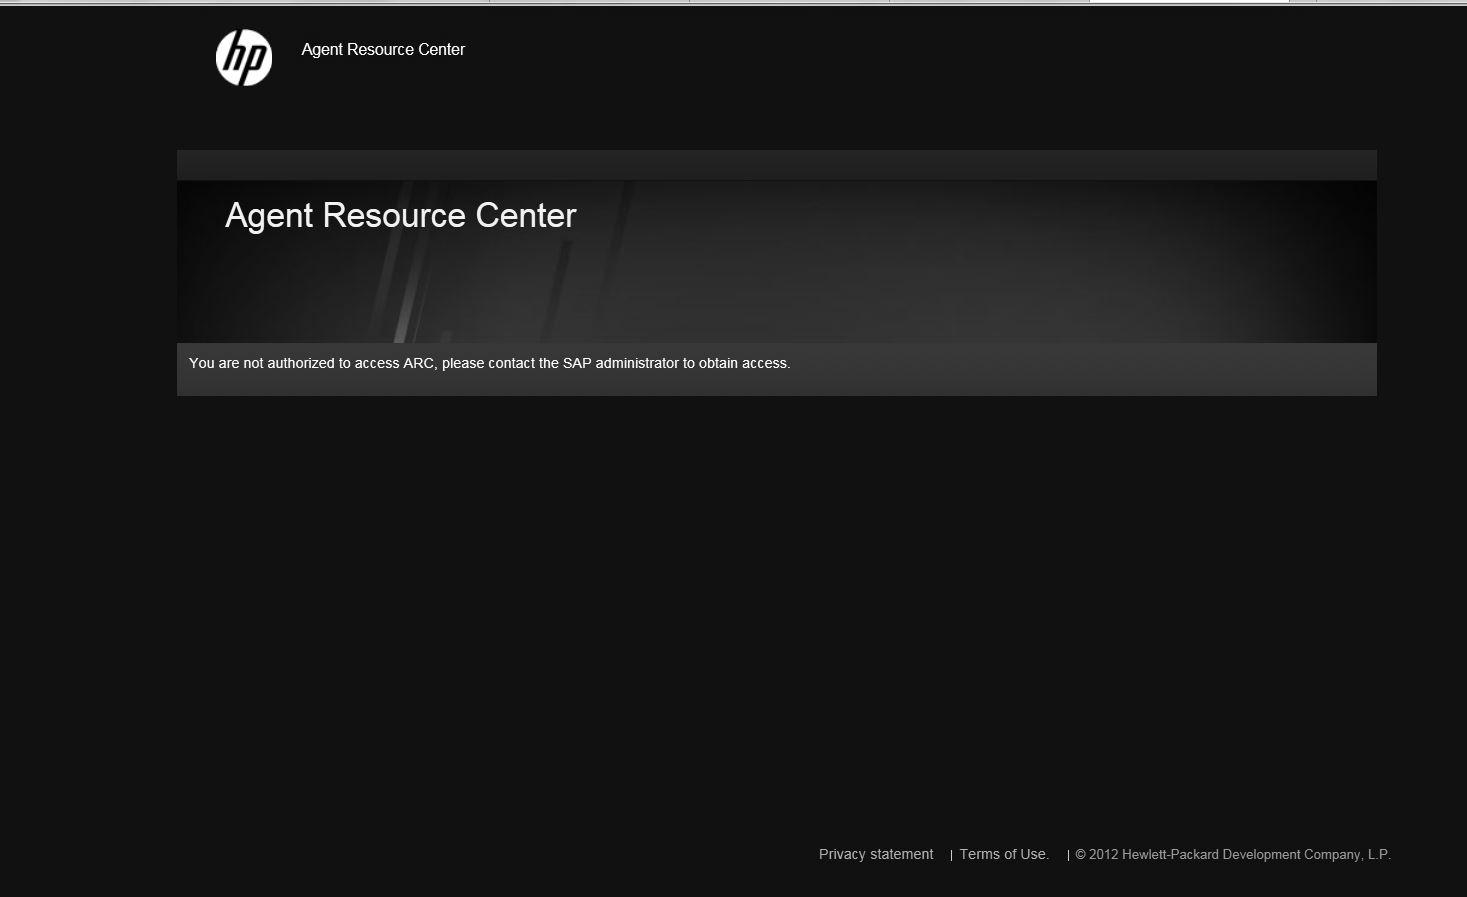 hp
Agent Resource Center
Agent Resource Center
You are not authorized to access ARC, please contact the SAP administrator to obtain access.
Privacy statement | Terms of Use. | © 2012 Hewlett-Packard Development Company, L.P.